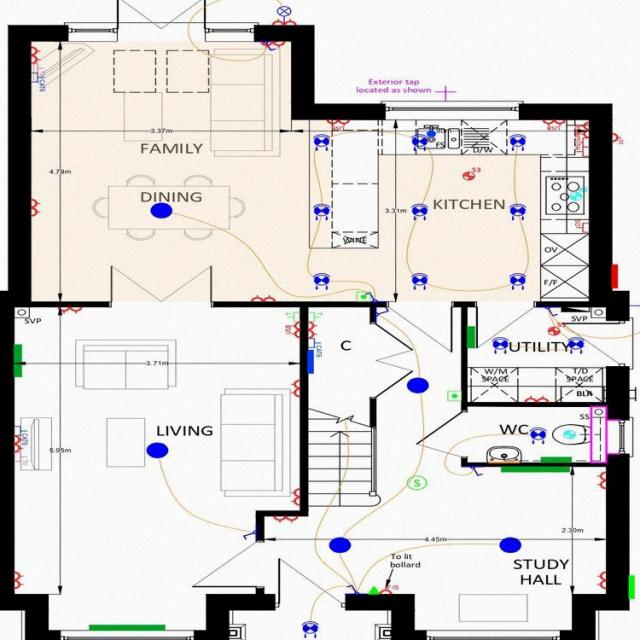 Exterior tap
located as shown
3.37m
FAMILY
FS
D/W
4.78m
S3
DINING
3.31m
KITCHEN
WINE
OV
F/F
SVP
SVP
C
UTILITY
3.71m
W/M
SPACE
T/D
SPACE
BLR
LIVING
WC
SS
5.95m
S
2.39m
4.45m
To lit
bollard
STUDY
HALL